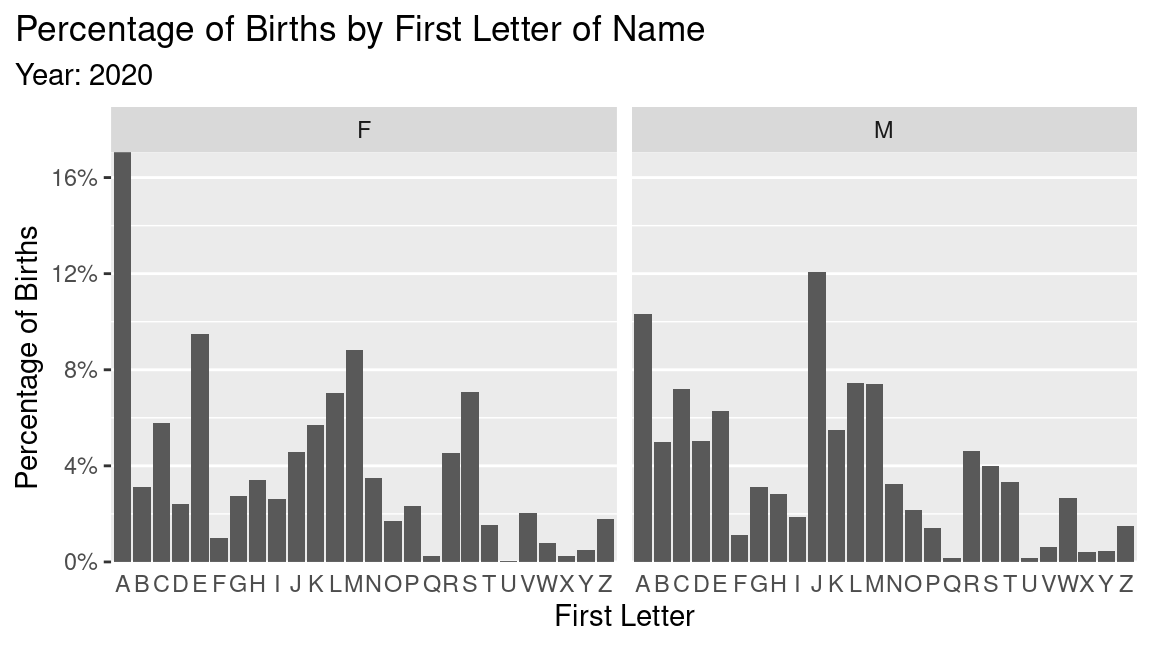 Percentage of Births by First Letter of Name
Year: 2020
F
M
Percentage of Births
16%
12%
8%
4%
0%
A B C D E F G H I J K L M N O P Q R S T U V W X Y Z
A B C D E F G H I J K L M N O P Q R S T U V W X Y Z
First Letter